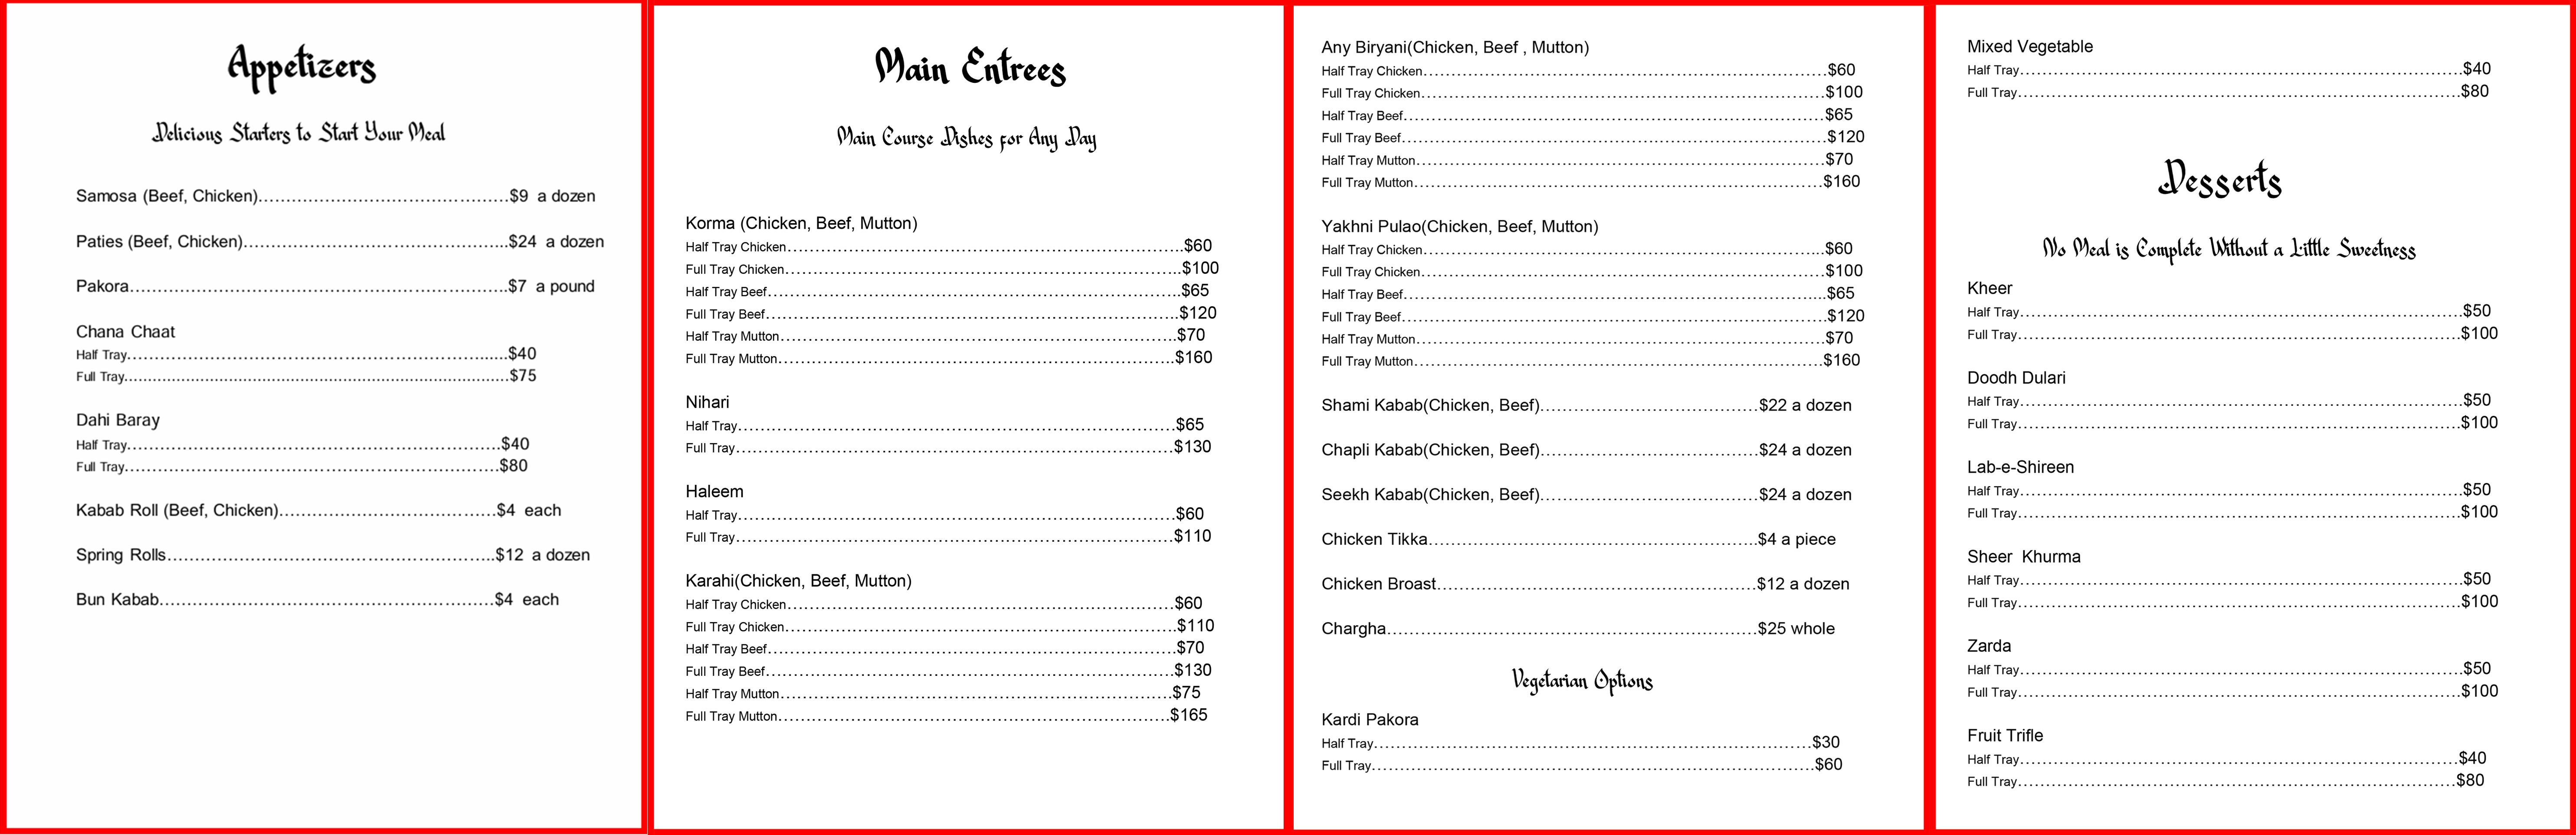 Appetizers
Delicious Starters to Start Your Meal
Samosa (Beef, Chicken)................................................$9 a dozen
Paties (Beef, Chicken)..................................................$24 a dozen
Pakora......................................................................$7 a pound
Chana Chaat
Half Tray......................................................................$40
Full Tray.......................................................................$75
Dahi Baray
Half Tray......................................................................$40
Full Tray.......................................................................$80
Kabab Roll (Beef, Chicken)..........................................$4 each
Spring Rolls................................................................$12 a dozen
Bun Kabab.................................................................$4 each
Main Entrees
Main Course Dishes for Any Day
Korma (Chicken, Beef, Mutton)
Half Tray Chicken..........................................................$60
Full Tray Chicken..........................................................$100
Half Tray Beef..............................................................$65
Full Tray Beef..............................................................$120
Half Tray Mutton...........................................................$70
Full Tray Mutton...........................................................$160
Nihari
Half Tray......................................................................$65
Full Tray......................................................................$130
Haleem
Half Tray......................................................................$60
Full Tray......................................................................$110
Karahi(Chicken, Beef, Mutton)
Half Tray Chicken..........................................................$60
Full Tray Chicken..........................................................$110
Half Tray Beef..............................................................$70
Full Tray Beef..............................................................$130
Half Tray Mutton...........................................................$75
Full Tray Mutton...........................................................$165
Any Biryani(Chicken, Beef , Mutton)
Half Tray Chicken..........................................................$60
Full Tray Chicken..........................................................$100
Half Tray Beef..............................................................$65
Full Tray Beef..............................................................$120
Half Tray Mutton...........................................................$70
Full Tray Mutton...........................................................$160
Yakhni Pulao(Chicken, Beef, Mutton)
Half Tray Chicken..........................................................$60
Full Tray Chicken..........................................................$100
Half Tray Beef..............................................................$65
Full Tray Beef..............................................................$120
Half Tray Mutton...........................................................$70
Full Tray Mutton...........................................................$160
Shami Kabab(Chicken, Beef)........................................$22 a dozen
Chapli Kabab(Chicken, Beef)........................................$24 a dozen
Seekh Kabab(Chicken, Beef)........................................$24 a dozen
Chicken Tikka............................................................$4 a piece
Chicken Broast..........................................................$12 a dozen
Chargha...................................................................$25 whole
Vegetarian Options
Kardi Pakora
Half Tray......................................................................$30
Full Tray......................................................................$60
Mixed Vegetable
Half Tray......................................................................$40
Full Tray......................................................................$80
Desserts
No Meal is Complete Without a Little Sweetness
Kheer
Half Tray......................................................................$50
Full Tray......................................................................$100
Doodh Dulari
Half Tray......................................................................$50
Full Tray......................................................................$100
Lab-e-Shireen
Half Tray......................................................................$50
Full Tray......................................................................$100
Sheer Khurma
Half Tray......................................................................$50
Full Tray......................................................................$100
Zarda
Half Tray......................................................................$50
Full Tray......................................................................$100
Fruit Trifle
Half Tray......................................................................$40
Full Tray......................................................................$80